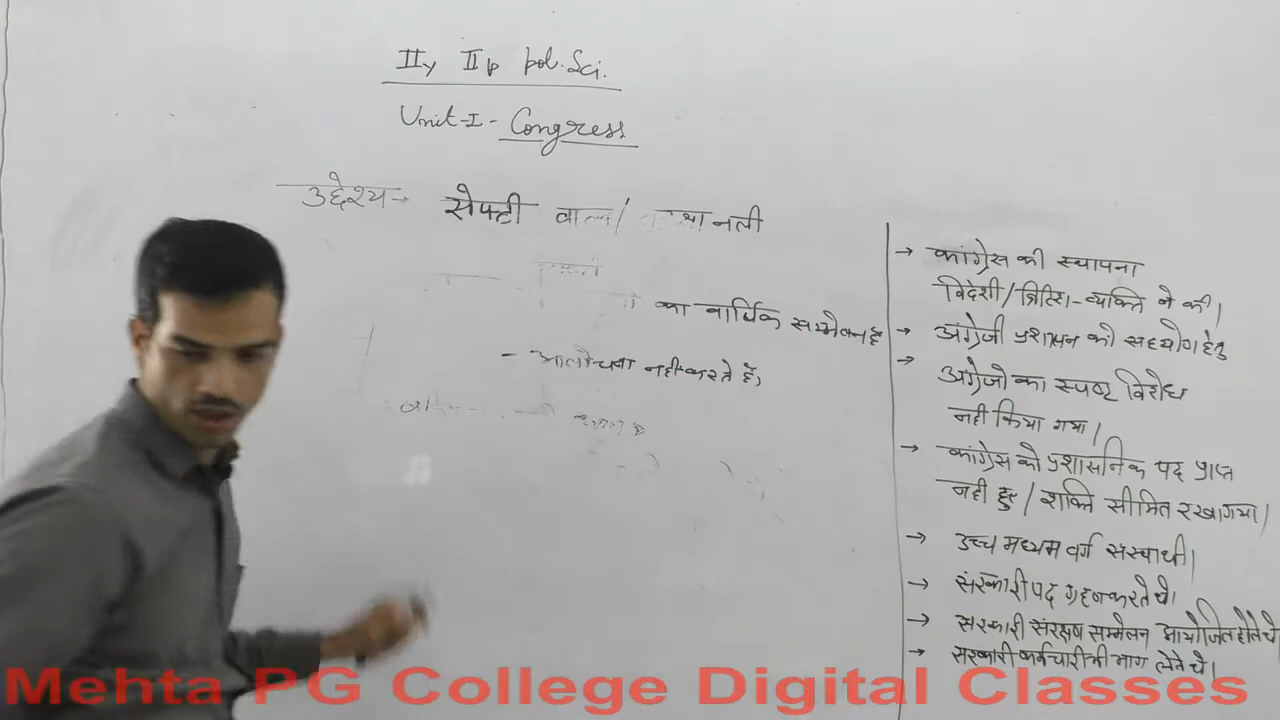 IIy IIp pol. Sci.
Unit-I- Congress
उद्देश्य→ सेफ्टी वाल्व/ नली
का वार्षिक सम्मेलन है
- आलोचना नही करते हैं,
→ कांग्रेस की स्थापना
विदेशी/ब्रिटिश-व्यक्ति ने की।
→ अंग्रेजी प्रशासन को सहयोग हेतु
→ अंग्रेजो का स्पष्ट विरोध
नही किया गया।
→ कांग्रेस को प्रशासनिक पद प्राप्त
नही हुए/ शक्ति सीमित रखा गया।
→ उच्च मध्यम वर्ग संस्था थी।
→ सरकारी पद ग्रहण करते थे।
→ सरकारी संरक्षण सम्मेलन आयोजित होते थे
→ सरकारी कर्मचारी भी भाग लेते थे।
Mehta PG College Digital Classes